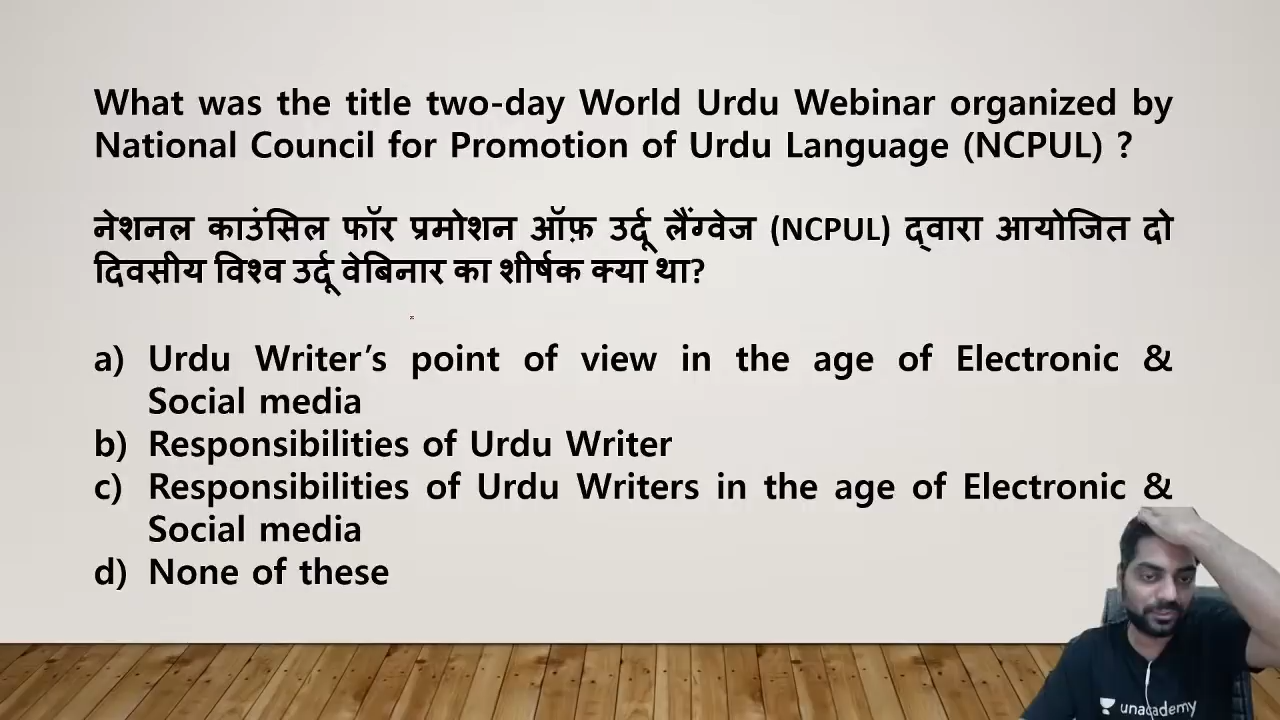 What was the title two-day World Urdu Webinar organized by
National Council for Promotion of Urdu Language (NCPUL) ?
नेशनल काउंसिल फॉर प्रमोशन ऑफ़ उर्दू लैंग्वेज (NCPUL) द्वारा आयोजित दो
दिवसीय विश्व उर्दू वेबिनार का शीर्षक क्या था?
a) Urdu Writer’s point of view in the age of Electronic &
Social media
b) Responsibilities of Urdu Writer
c) Responsibilities of Urdu Writers in the age of Electronic &
Social media
d) None of these
unacademy